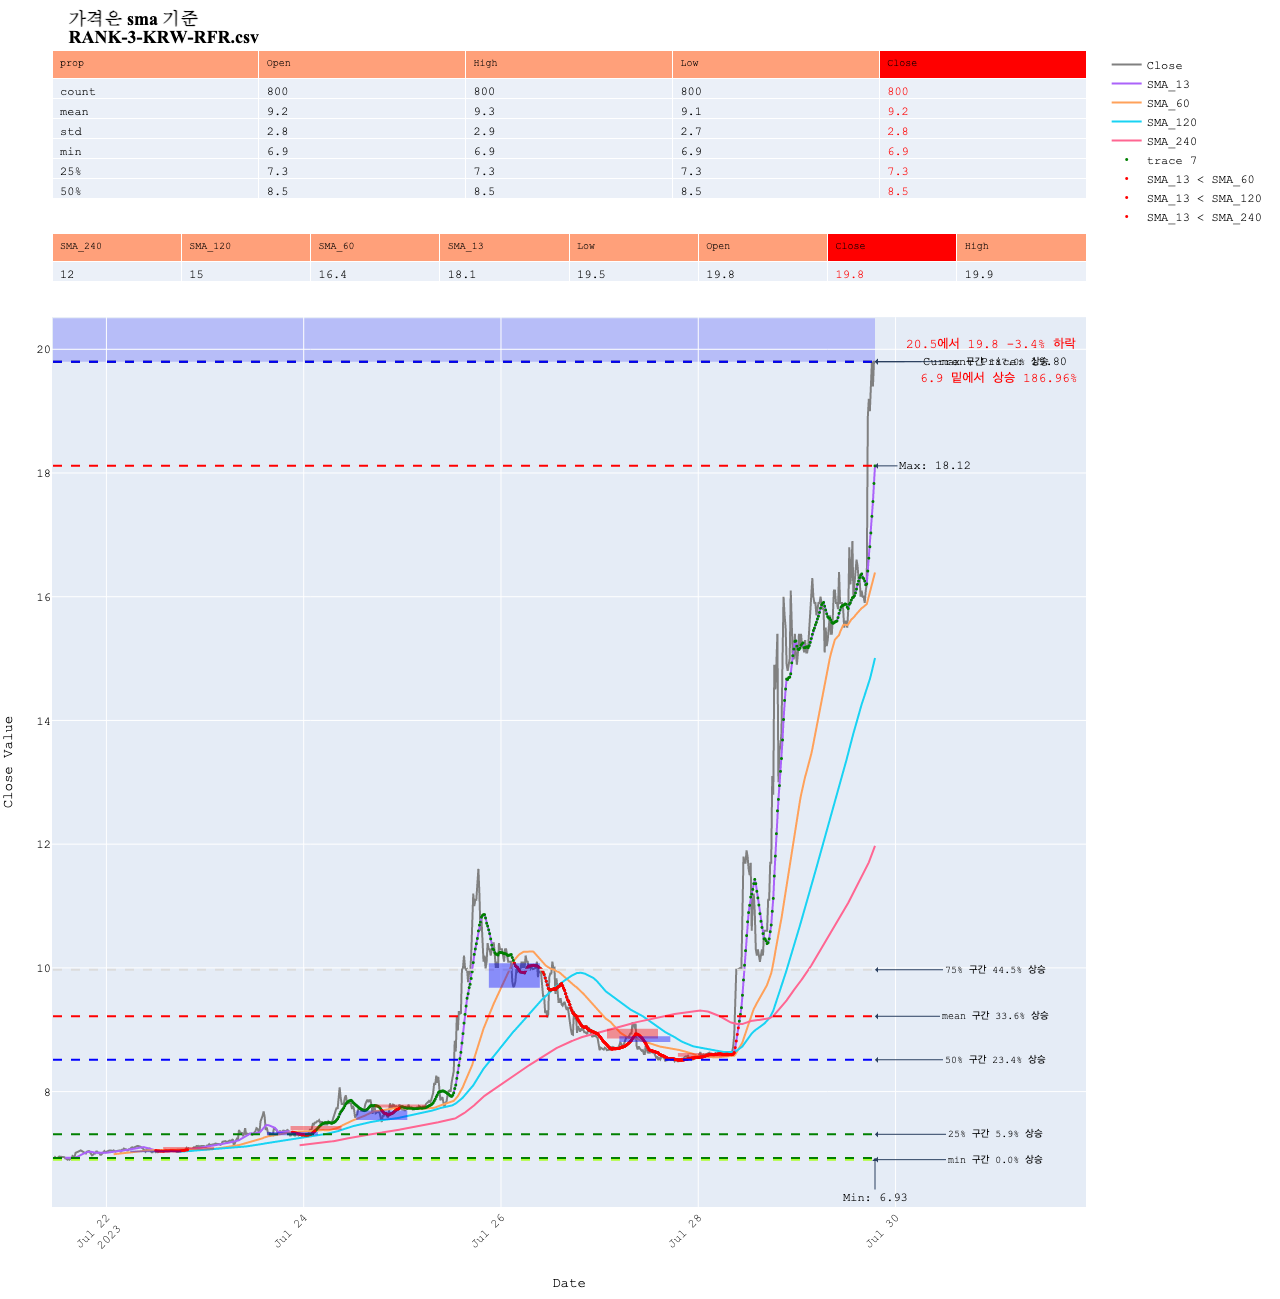 가격은 sma 기준
RANK-3-KRW-RFR.csv
prop Open High Low Close
count 800 800 800 800
mean 9.2 9.3 9.1 9.2
std 2.8 2.9 2.7 2.8
min 6.9 6.9 6.9 6.9
25% 7.3 7.3 7.3 7.3
50% 8.5 8.5 8.5 8.5
Close
SMA_13
SMA_60
SMA_120
SMA_240
trace 7
SMA_13 < SMA_60
SMA_13 < SMA_120
SMA_13 < SMA_240
SMA_240 SMA_120 SMA_60 SMA_13 Low Open Close High
12 15 16.4 18.1 19.5 19.8 19.8 19.9
20.5에서 19.8 -3.4% 하락
6.9 밑에서 상승 186.96%
Max: 18.12
75% 구간 44.5% 상승
mean 구간 33.6% 상승
50% 구간 23.4% 상승
25% 구간 5.9% 상승
min 구간 0.0% 상승
Min: 6.93
20
18
16
14
12
10
8
Close Value
Jul 22
2023
Jul 24
Jul 26
Jul 28
Jul 30
Date